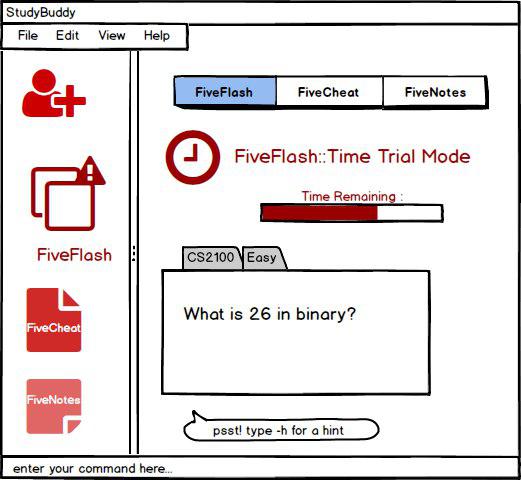 StudyBuddy
File Edit View Help
FiveFlash FiveCheat FiveNotes
FiveFlash::Time Trial Mode
Time Remaining :
FiveFlash
CS2100 Easy
What is 26 in binary?
FiveCheat
FiveNotes
psst! type -h for a hint
enter your command here...